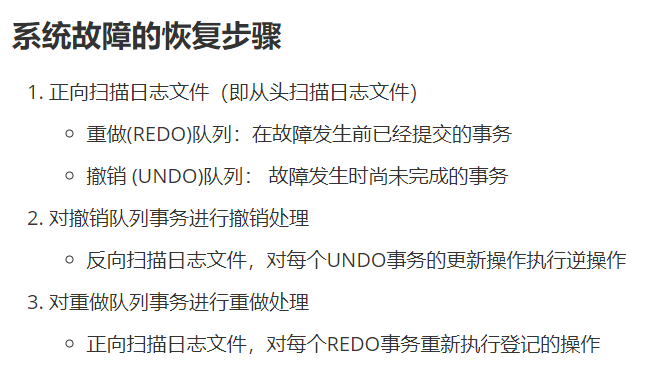 系统故障的恢复步骤
1. 正向扫描日志文件（即从头扫描日志文件）
◦ 重做(REDO)队列：在故障发生前已经提交的事务
◦ 撤销 (UNDO)队列： 故障发生时尚未完成的事务
2. 对撤销队列事务进行撤销处理
◦ 反向扫描日志文件，对每个UNDO事务的更新操作执行逆操作
3. 对重做队列事务进行重做处理
◦ 正向扫描日志文件，对每个REDO事务重新执行登记的操作